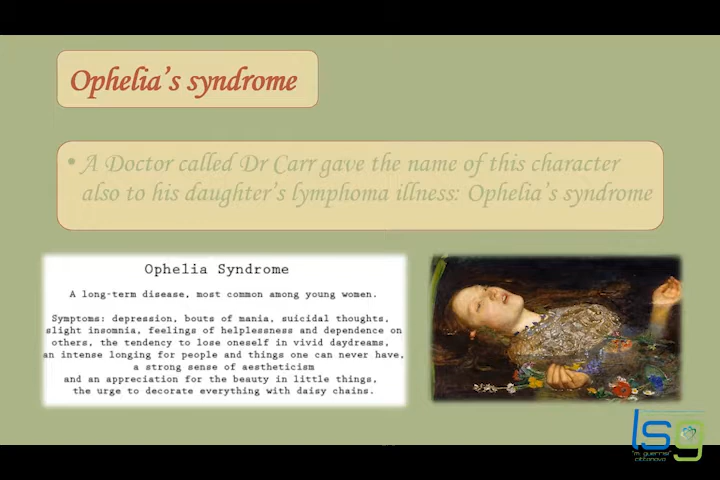 Ophelia's syndrome
• A Doctor called Dr Carr gave the name of this character
also to his daughter's lymphoma illness: Ophelia's syndrome
Ophelia Syndrome
A long-term disease, most common among young women.
Symptoms: depression, bouts of mania, suicidal thoughts,
slight insomnia, feelings of helplessness and dependence on
others, the tendency to lose oneself in vivid daydreams,
an intense longing for people and things one can never have,
a strong sense of aestheticism
and an appreciation for the beauty in little things,
the urge to decorate everything with daisy chains.
lsg
"m guerrisi"
cittanova